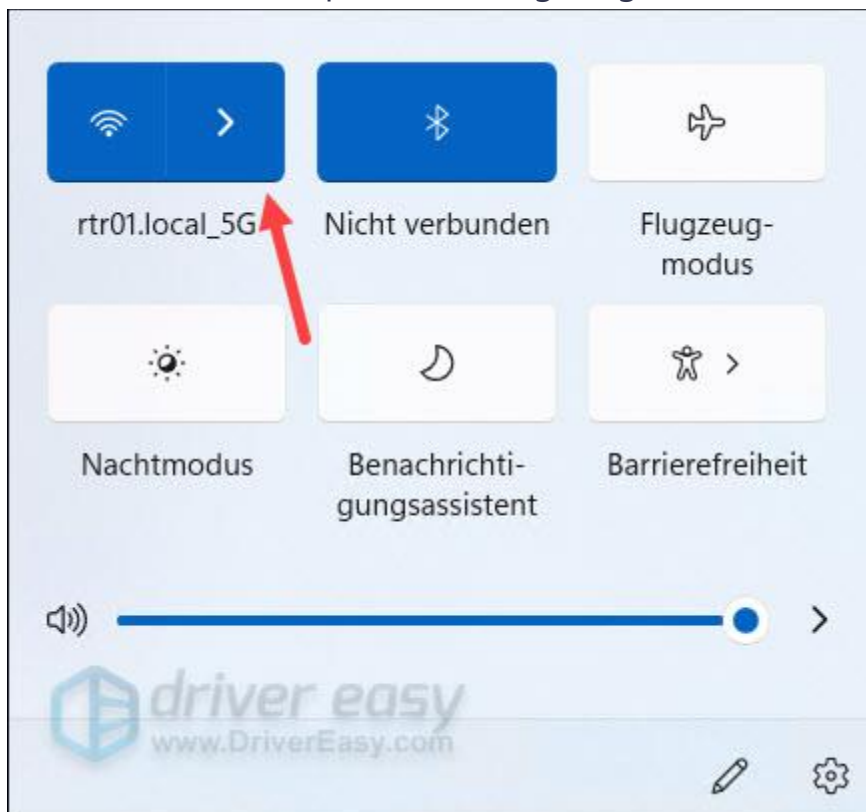 rtr01.local_5G
Nicht verbunden
Flugzeug-
modus
Nachtmodus
Benachrichti-
gungsassistent
Barrierefreiheit
driver easy
www.DriverEasy.com